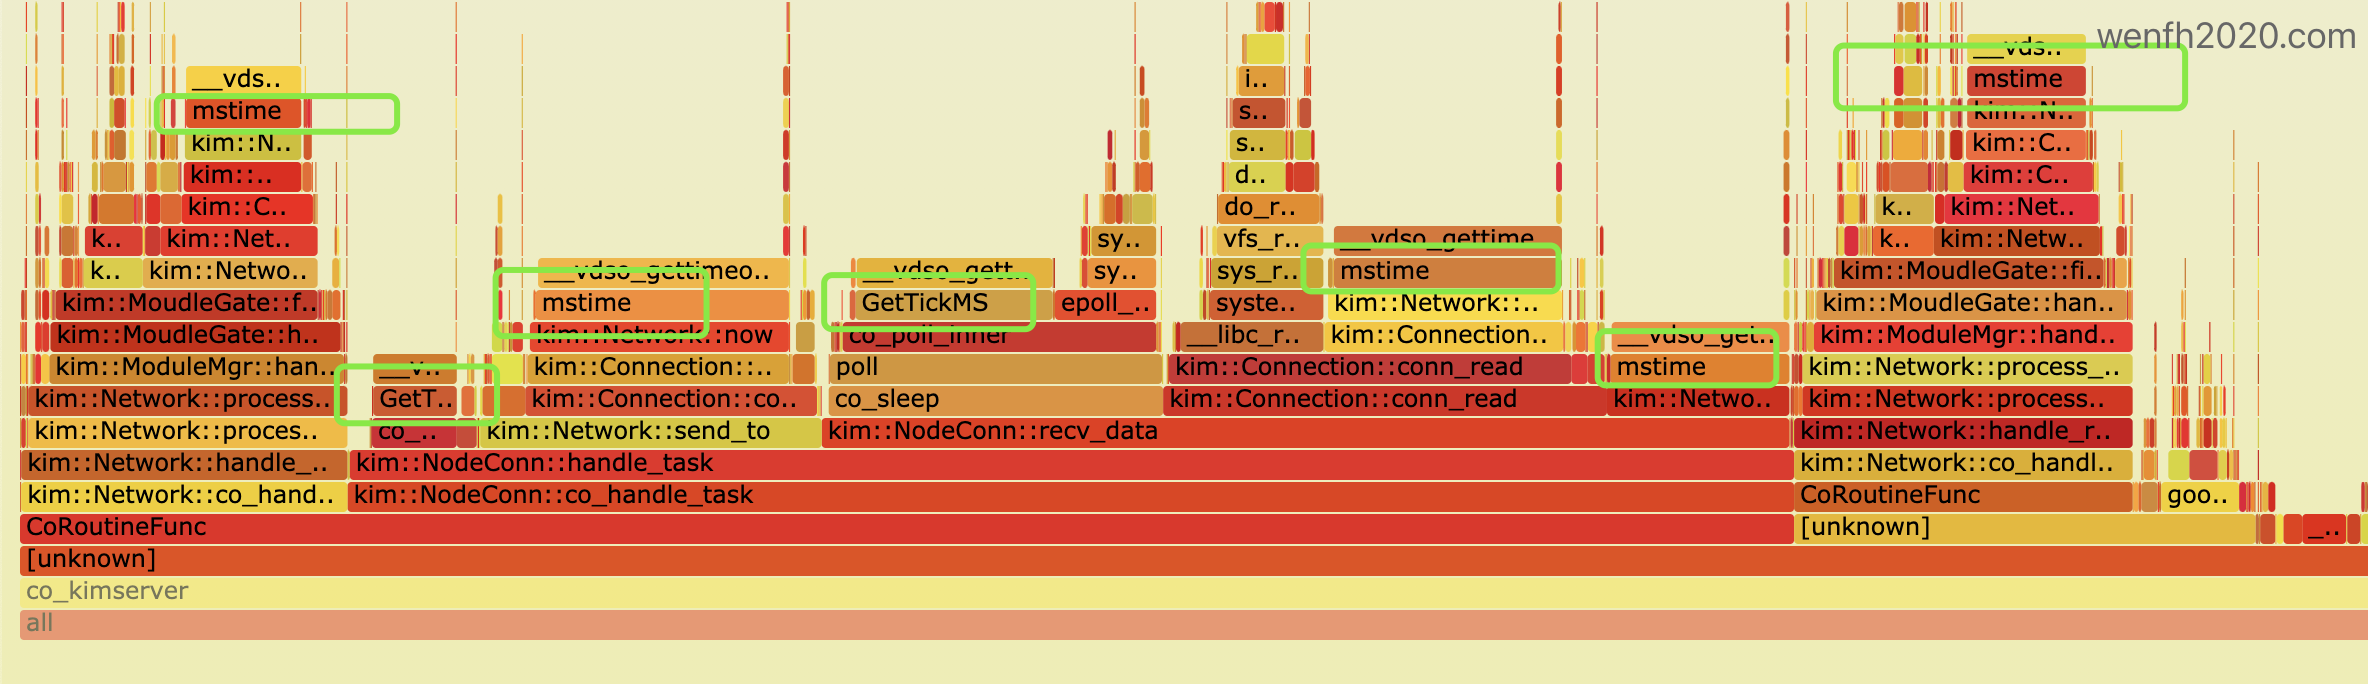 wenfh2020.com
__vds..
__vds..
i..
mstime
mstime
s..
kim::N..
kim::N..
s..
kim::C..
kim::..
d..
kim::C..
kim::C..
do_r..
k..
kim::Net..
k..
kim::Net..
sy..
vfs_r..
__vdso_gettime
k..
kim::Netw..
k..
kim::Netwo..
__vdso_gettimeo..
__vdso_gett..
sy..
sys_r..
mstime
kim::MoudleGate::fi..
kim::MoudleGate::f..
mstime
GetTickMS
epoll_..
syste..
kim::Network::..
kim::MoudleGate::han..
kim::MoudleGate::h..
kim::Network::now
co_poll_inner
__libc_r..
kim::Connection..
__vdso_get..
kim::ModuleMgr::hand..
kim::ModuleMgr::han..
__v..
kim::Connection::..
poll
kim::Connection::conn_read
mstime
kim::Network::process_..
kim::Network::process..
GetT..
kim::Connection::co..
co_sleep
kim::Connection::conn_read
kim::Netwo..
kim::Network::process..
kim::Network::proces..
co_..
kim::Network::send_to
kim::NodeConn::recv_data
kim::Network::handle_r..
kim::Network::handle_..
kim::NodeConn::handle_task
kim::Network::co_handl..
kim::Network::co_hand..
kim::NodeConn::co_handle_task
CoRoutineFunc
goo..
CoRoutineFunc
[unknown]
_..
[unknown]
co_kimserver
all